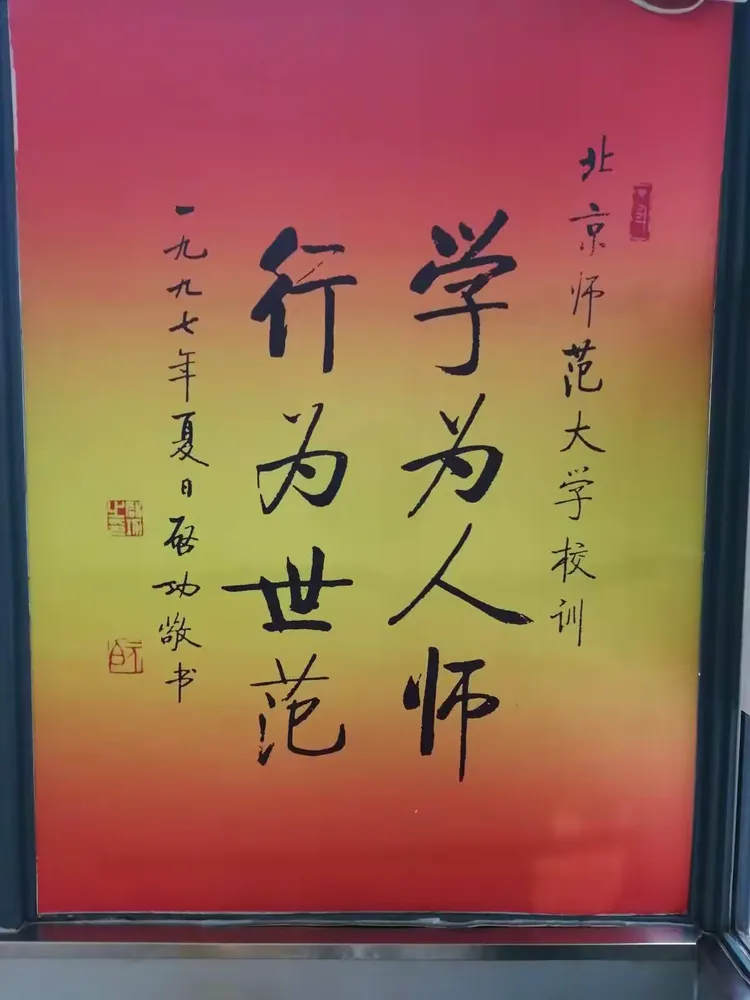 北京师范大学校训
学为人师
行为世范
一九九七年夏日启功敬书